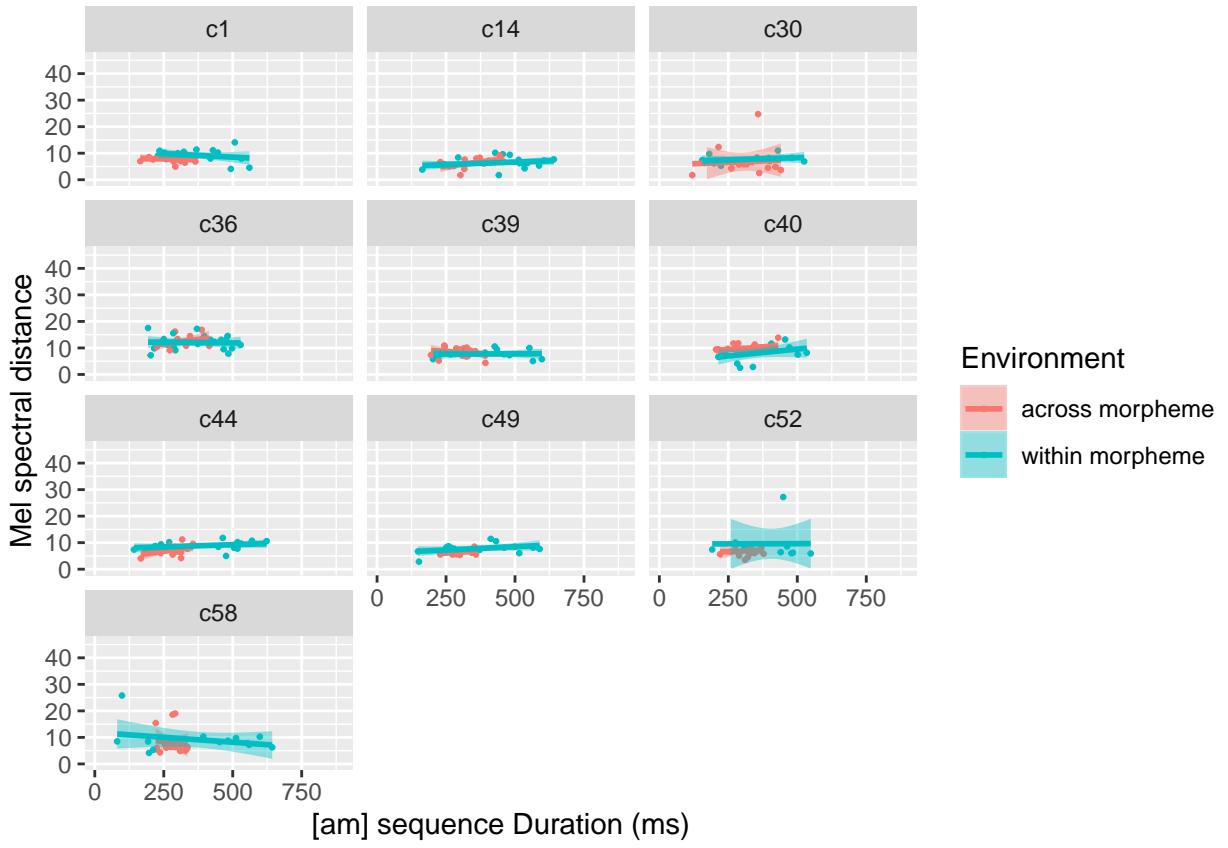 c1 c14 c30
40
30
20
10
0
c36 c39 c40
40
30
20
10
0
c44 c49 c52
40
30
20
10
0
0 250 500 750 0 250 500 750
c58
40
30
20
10
0
0 250 500 750
Mel spectral distance
[am] sequence Duration (ms)
Environment
across morpheme
within morpheme